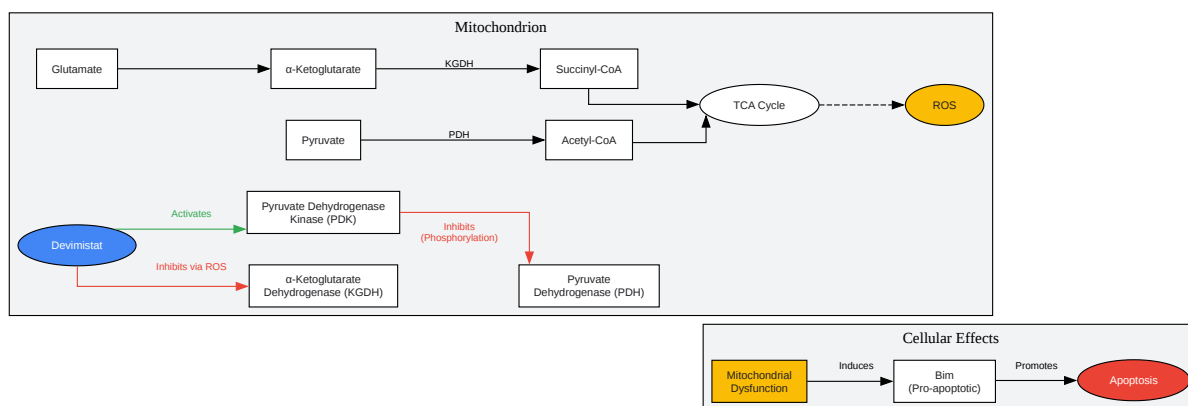 Mitochondrion
Glutamate
α-Ketoglutarate
KGDH
Succinyl-CoA
TCA Cycle
ROS
Pyruvate
PDH
Acetyl-CoA
Devimistat
Activates
Pyruvate Dehydrogenase
Kinase (PDK)
Inhibits
(Phosphorylation)
Inhibits via ROS
α-Ketoglutarate
Dehydrogenase (KGDH)
Pyruvate
Dehydrogenase (PDH)
Cellular Effects
Mitochondrial
Dysfunction
Induces
Bim
(Pro-apoptotic)
Promotes
Apoptosis